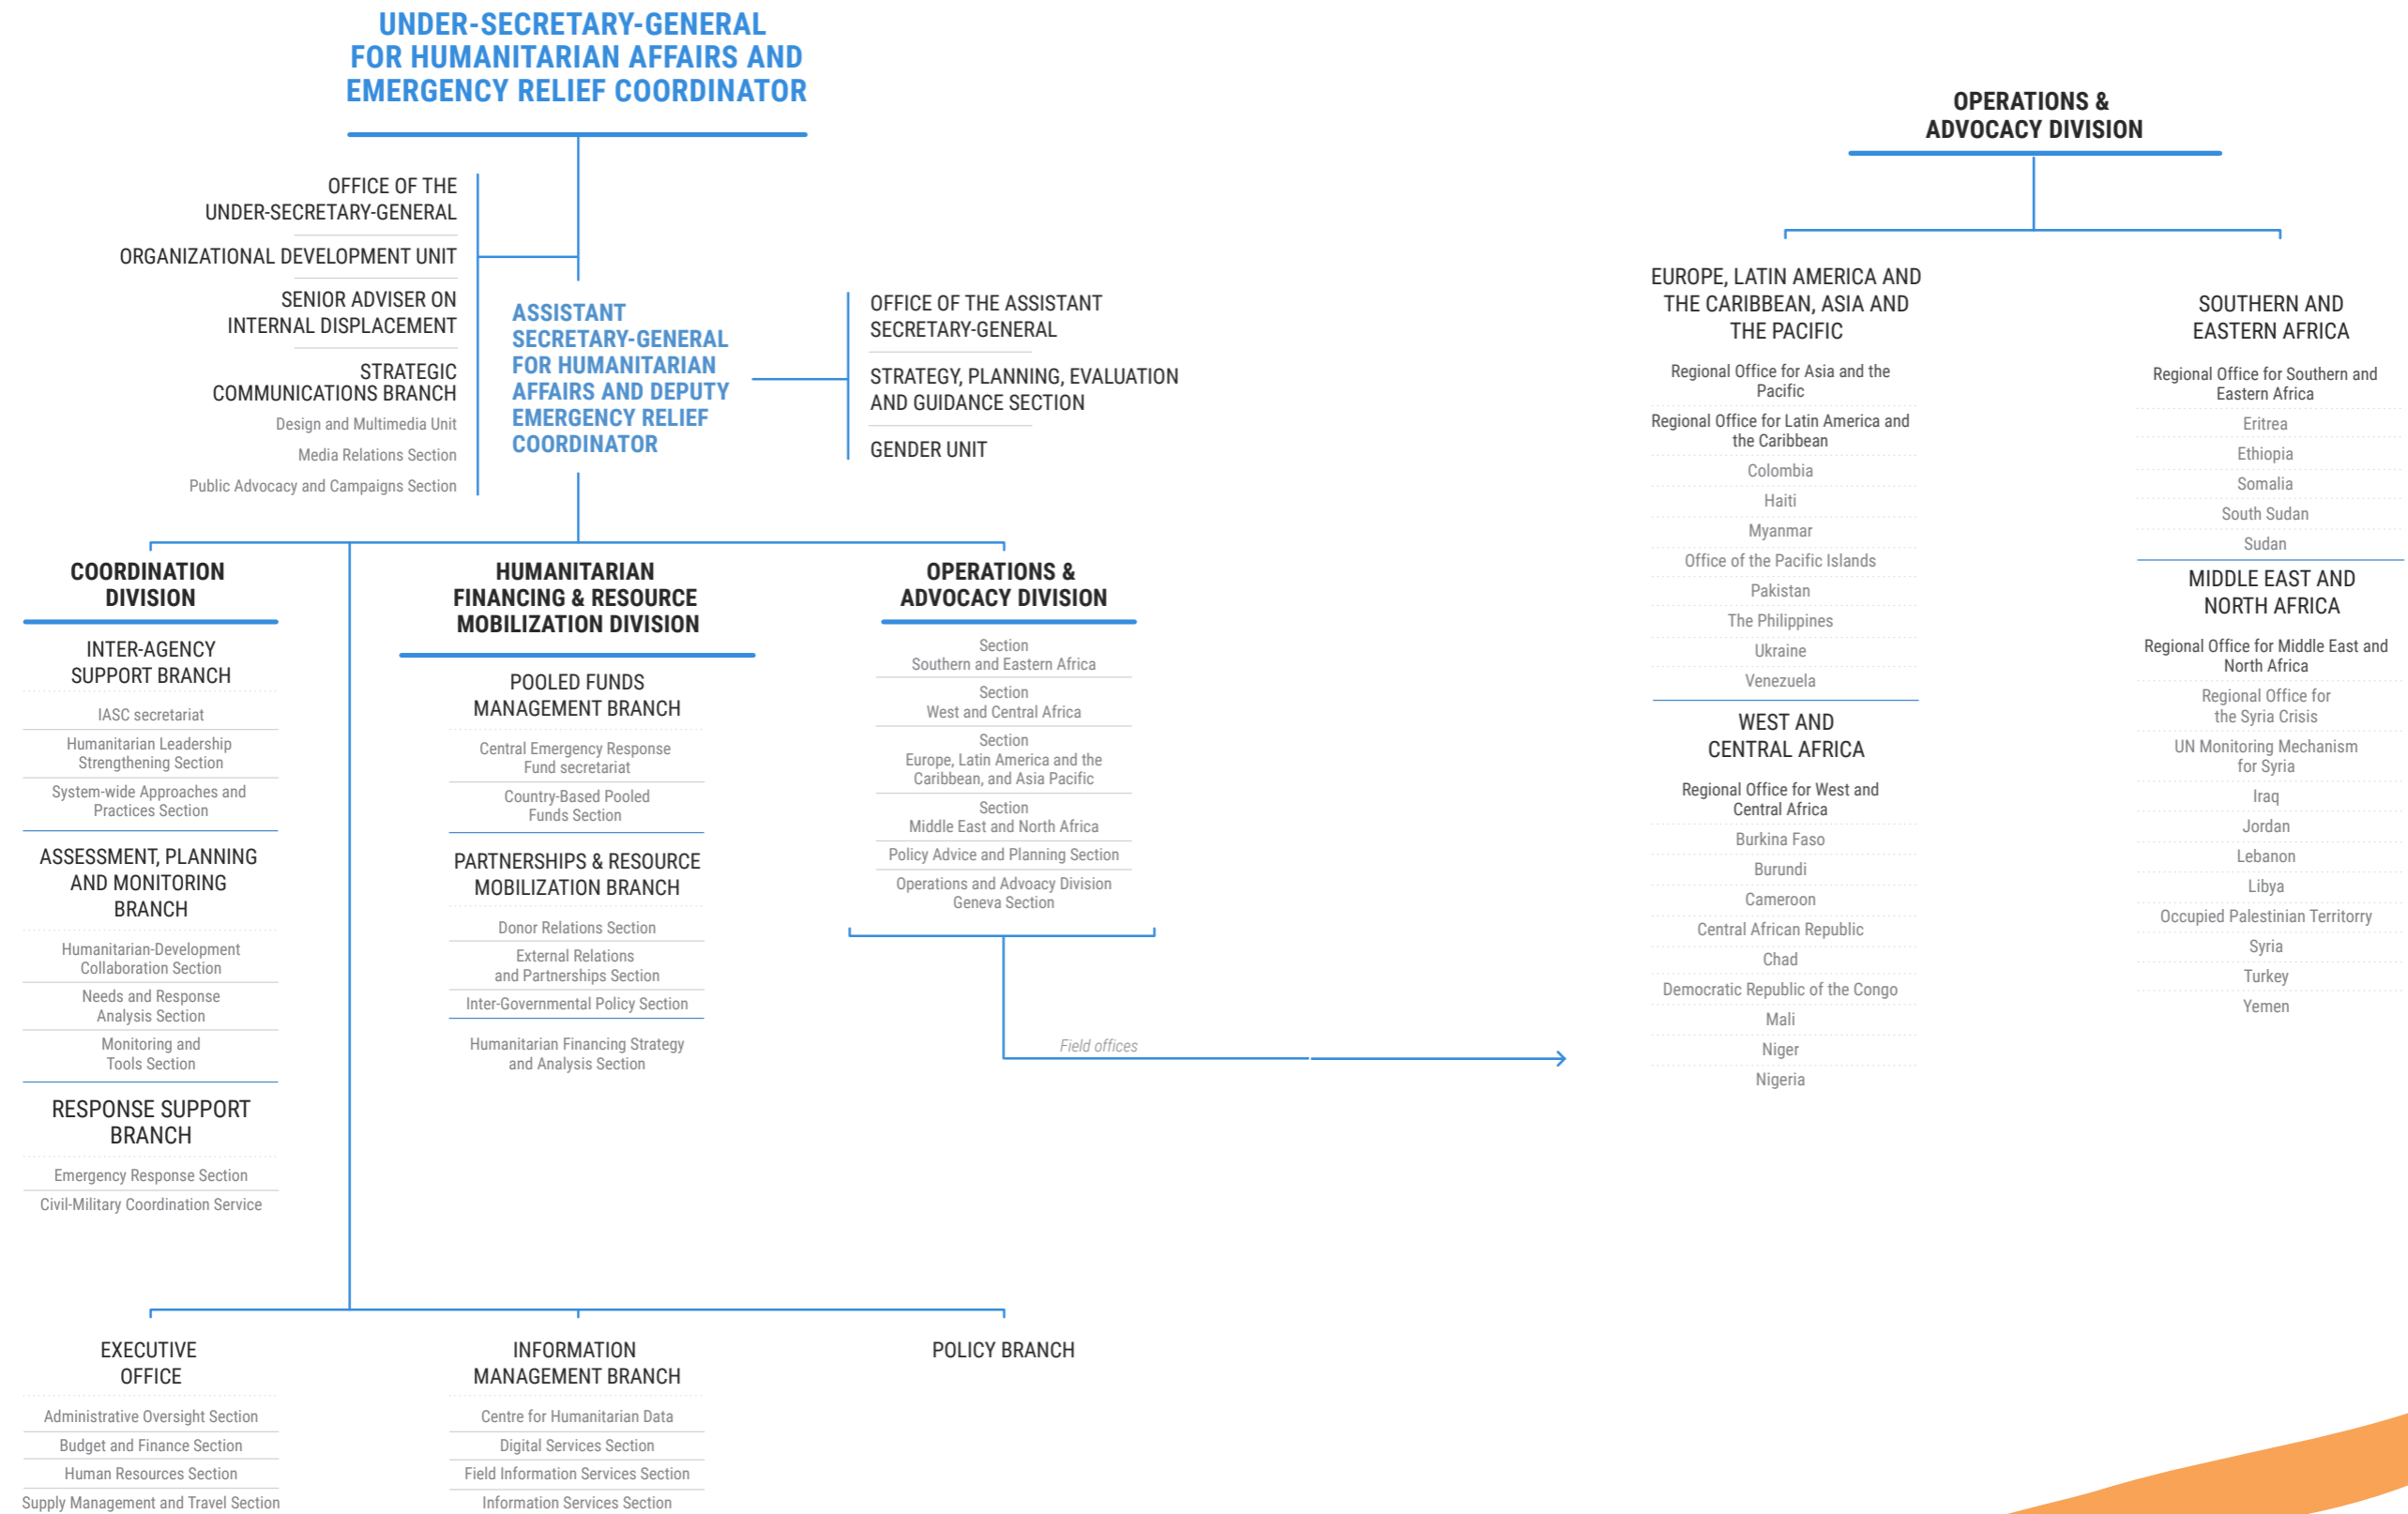 UNDER-SECRETARY-GENERAL
FOR HUMANITARIAN AFFAIRS AND
EMERGENCY RELIEF COORDINATOR
OFFICE OF THE
UNDER-SECRETARY-GENERAL
ORGANIZATIONAL DEVELOPMENT UNIT
SENIOR ADVISER ON
INTERNAL DISPLACEMENT
STRATEGIC
COMMUNICATIONS BRANCH
Design and Multimedia Unit
Media Relations Section
Public Advocacy and Campaigns Section
ASSISTANT
SECRETARY-GENERAL
FOR HUMANITARIAN
AFFAIRS AND DEPUTY
EMERGENCY RELIEF
COORDINATOR
OFFICE OF THE ASSISTANT
SECRETARY-GENERAL
STRATEGY, PLANNING, EVALUATION
AND GUIDANCE SECTION
GENDER UNIT
COORDINATION
DIVISION
INTER-AGENCY
SUPPORT BRANCH
IASC secretariat
Humanitarian Leadership
Strengthening Section
System-wide Approaches and
Practices Section
ASSESSMENT, PLANNING
AND MONITORING
BRANCH
Humanitarian-Development
Collaboration Section
Needs and Response
Analysis Section
Monitoring and
Tools Section
RESPONSE SUPPORT
BRANCH
Emergency Response Section
Civil-Military Coordination Service
HUMANITARIAN
FINANCING & RESOURCE
MOBILIZATION DIVISION
POOLED FUNDS
MANAGEMENT BRANCH
Central Emergency Response
Fund secretariat
Country-Based Pooled
Funds Section
PARTNERSHIPS & RESOURCE
MOBILIZATION BRANCH
Donor Relations Section
External Relations
and Partnerships Section
Inter-Governmental Policy Section
Humanitarian Financing Strategy
and Analysis Section
OPERATIONS &
ADVOCACY DIVISION
Section
Southern and Eastern Africa
Section
West and Central Africa
Section
Europe, Latin America and the
Caribbean, and Asia Pacific
Section
Middle East and North Africa
Policy Advice and Planning Section
Operations and Advoacy Division
Geneva Section
Field offices
EXECUTIVE
OFFICE
Administrative Oversight Section
Budget and Finance Section
Human Resources Section
Supply Management and Travel Section
INFORMATION
MANAGEMENT BRANCH
Centre for Humanitarian Data
Digital Services Section
Field Information Services Section
Information Services Section
POLICY BRANCH
OPERATIONS &
ADVOCACY DIVISION
EUROPE, LATIN AMERICA AND
THE CARIBBEAN, ASIA AND
THE PACIFIC
Regional Office for Asia and the
Pacific
Regional Office for Latin America and
the Caribbean
Colombia
Haiti
Myanmar
Office of the Pacific Islands
Pakistan
The Philippines
Ukraine
Venezuela
WEST AND
CENTRAL AFRICA
Regional Office for West and
Central Africa
Burkina Faso
Burundi
Cameroon
Central African Republic
Chad
Democratic Republic of the Congo
Mali
Niger
Nigeria
SOUTHERN AND
EASTERN AFRICA
Regional Office for Southern and
Eastern Africa
Eritrea
Ethiopia
Somalia
South Sudan
Sudan
MIDDLE EAST AND
NORTH AFRICA
Regional Office for Middle East and
North Africa
Regional Office for
the Syria Crisis
UN Monitoring Mechanism
for Syria
Iraq
Jordan
Lebanon
Libya
Occupied Palestinian Territorry
Syria
Turkey
Yemen